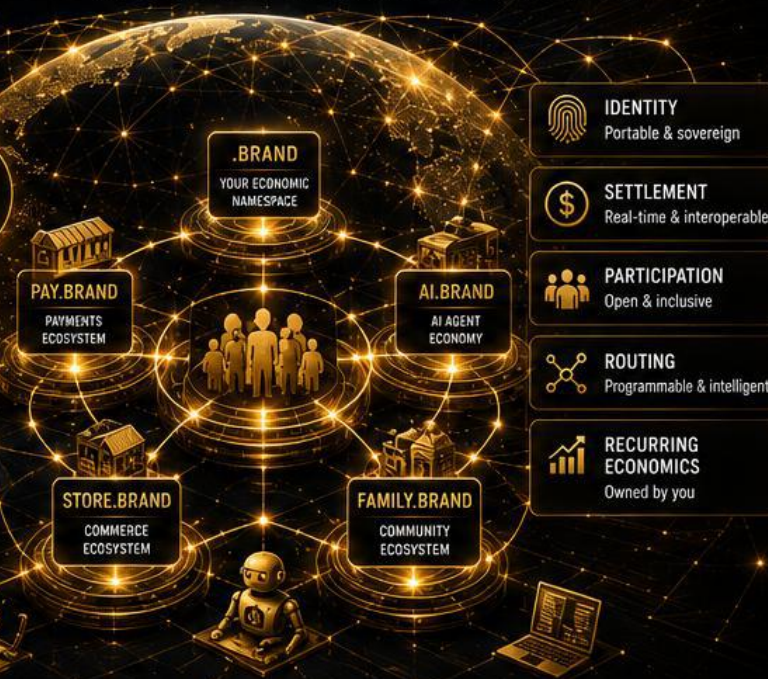 .BRAND
YOUR ECONOMIC
NAMESPACE
PAY.BRAND
PAYMENTS
ECOSYSTEM
AI.BRAND
AI AGENT
ECONOMY
STORE.BRAND
COMMERCE
ECOSYSTEM
FAMILY.BRAND
COMMUNITY
ECOSYSTEM
IDENTITY
Portable & sovereign
SETTLEMENT
Real-time & interoperable
PARTICIPATION
Open & inclusive
ROUTING
Programmable & intelligent
RECURRING
ECONOMICS
Owned by you